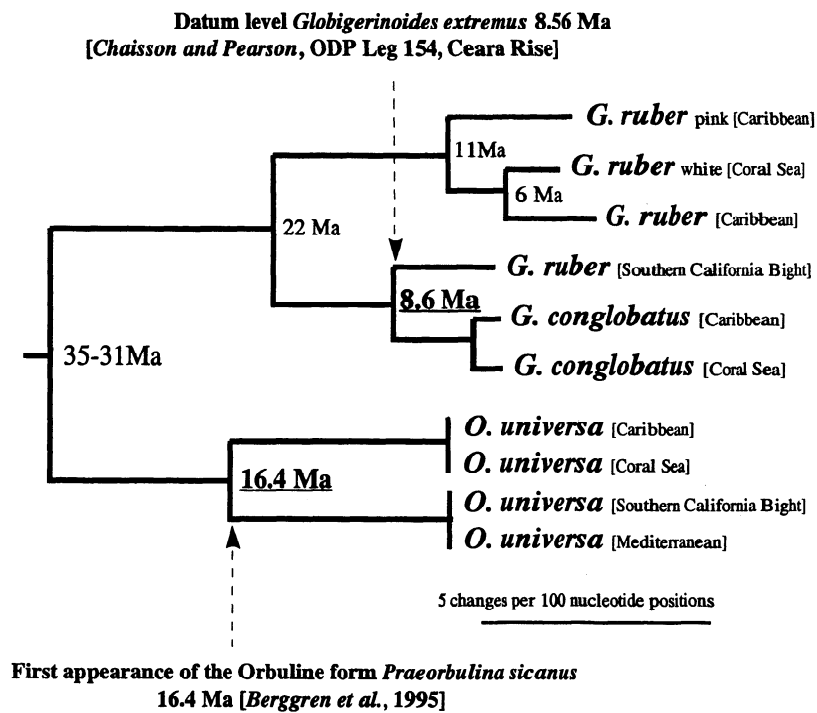 Datum level Globigerinoides extremus 8.56 Ma
[Chaisson and Pearson, ODP Leg 154, Ceara Rise]
G. ruber pink [Caribbean]
11Ma
G. ruber white [Coral Sea]
6 Ma
G. ruber [Caribbean]
22 Ma
G. ruber [Southern California Bight]
8.6 Ma
G. conglobatus [Caribbean]
35-31Ma
G. conglobatus [Coral Sea]
O. universa [Caribbean]
O. universa [Coral Sea]
16.4 Ma
O. universa [Southern California Bight]
O. universa [Mediterranean]
5 changes per 100 nucleotide positions
First appearance of the Orbuline form Praeorbulina sicanus
16.4 Ma [Berggren et al., 1995]